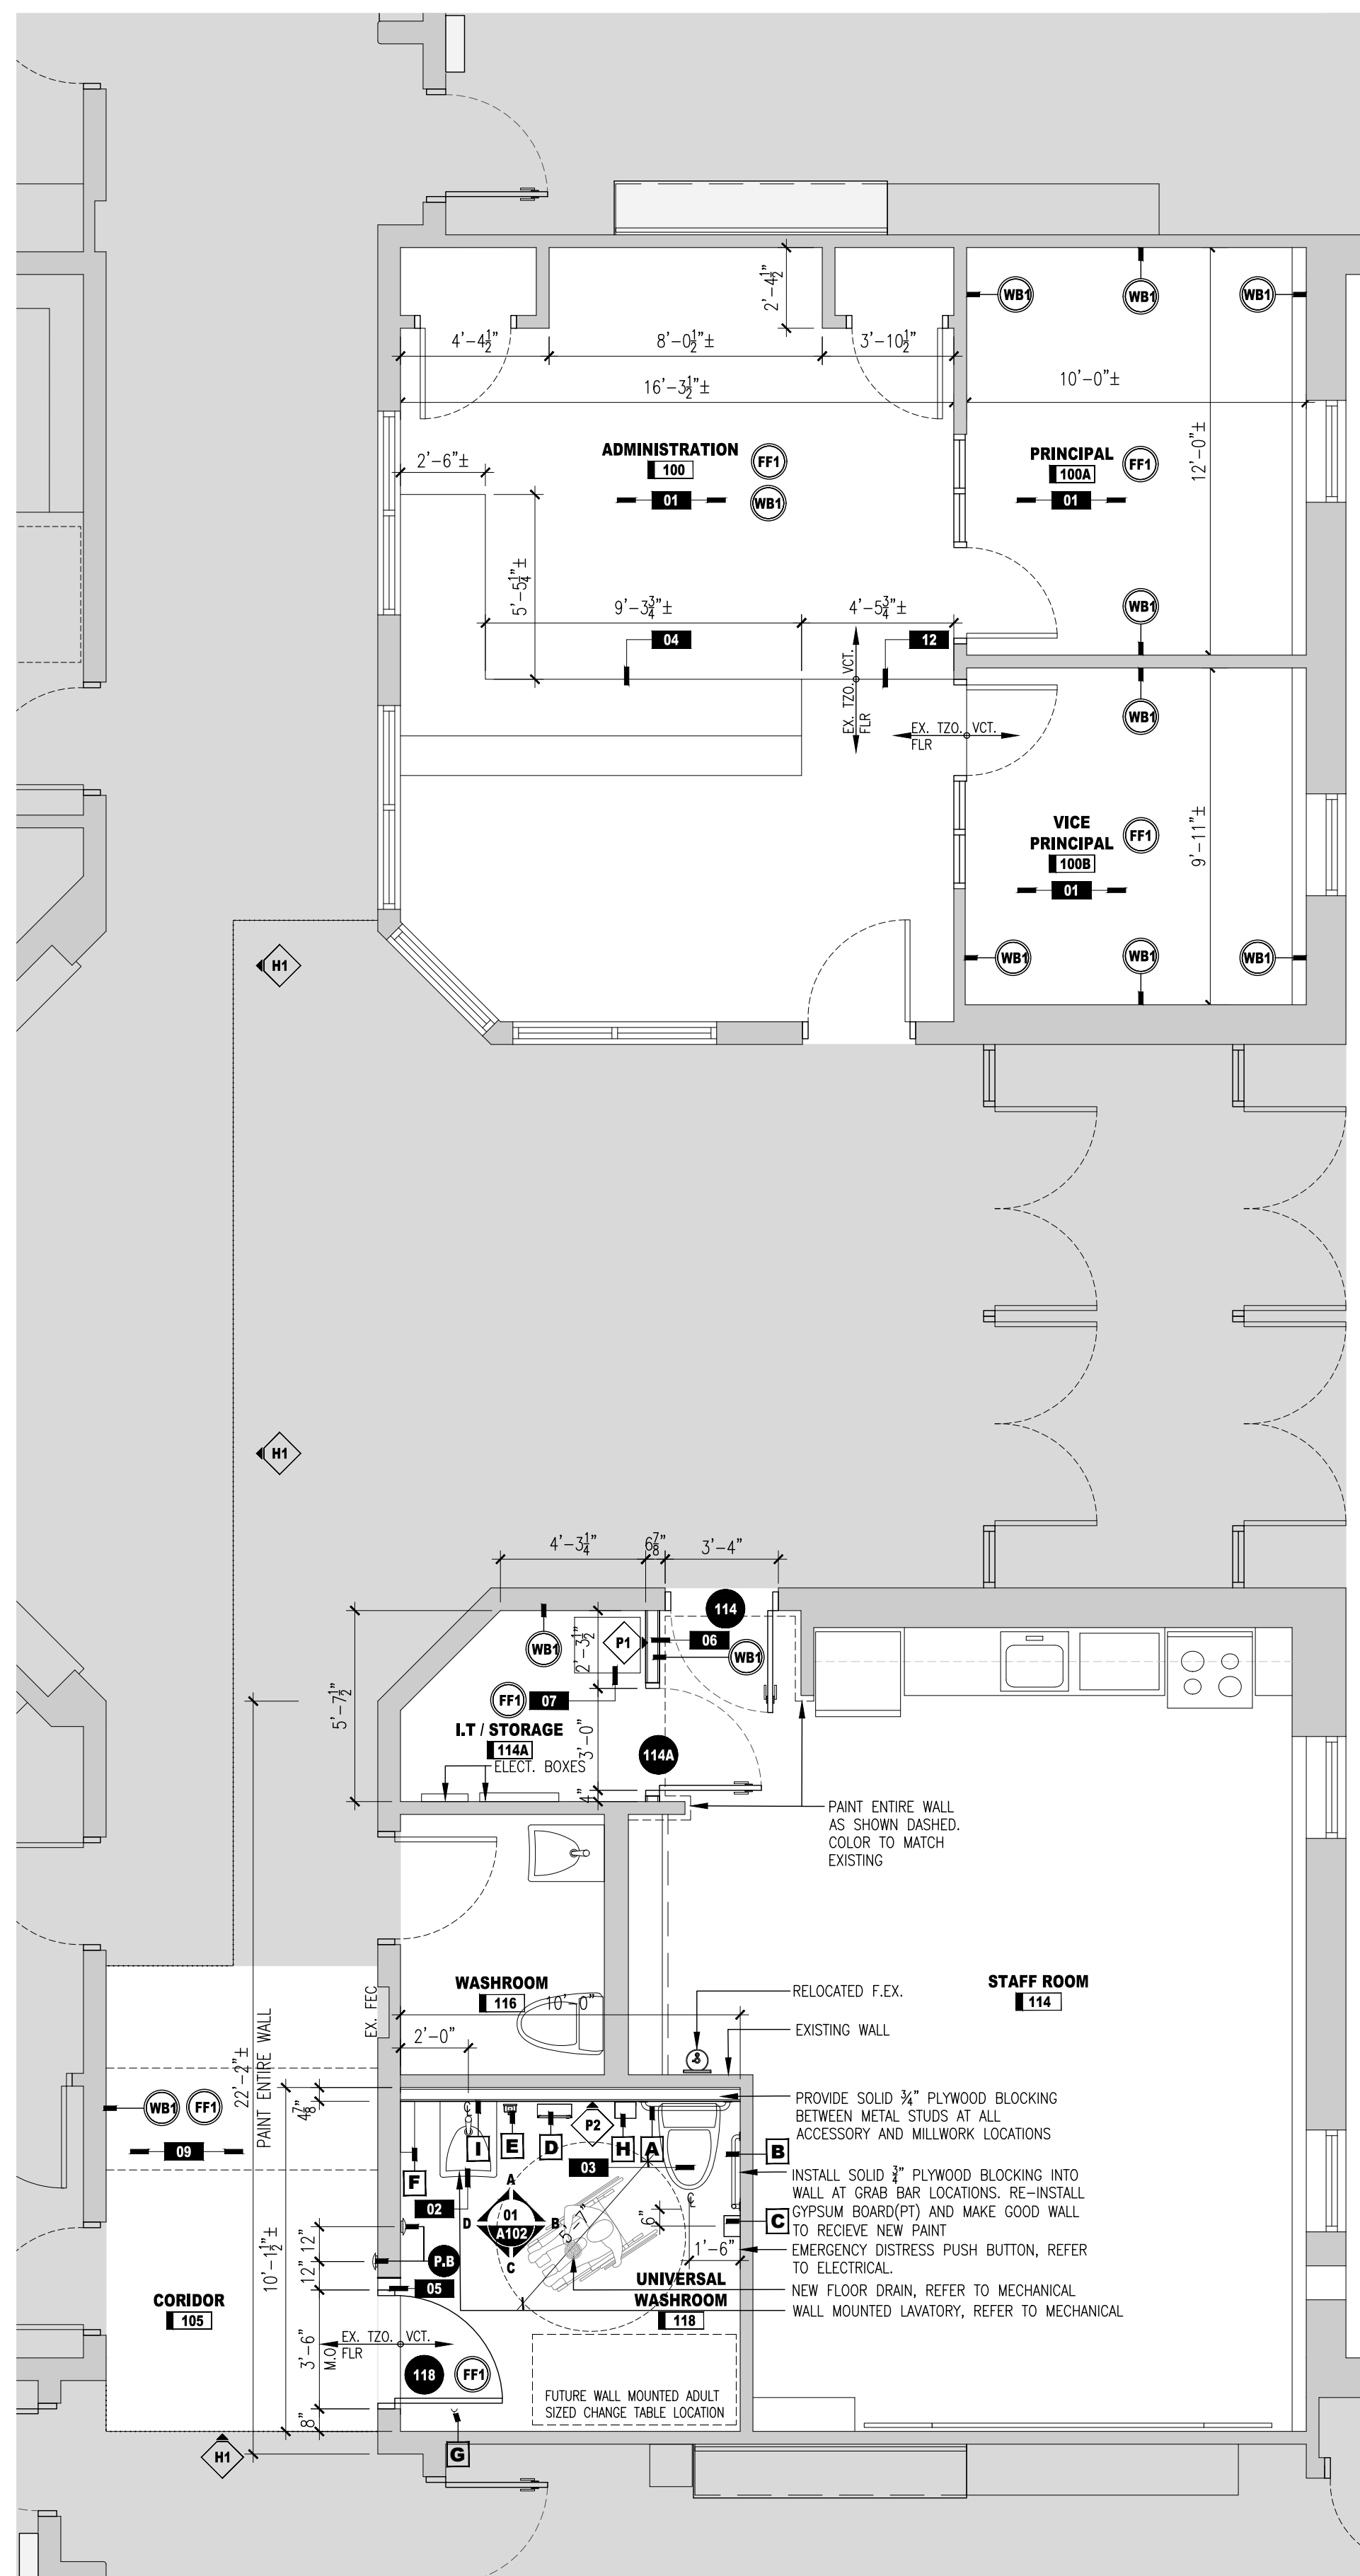 2'-4½"
4'-4½"
8'-0½"±
3'-10½"
16'-3½"±
WB1
WB1
WB1
10'-0"±
12'-0"±
ADMINISTRATION
100
01
FF1
WB1
PRINCIPAL
100A
01
FF1
2'-6"±
5'-5¼"±
9'-3¾"±
4'-5¾"±
04
12
WB1
EX. TZO. VCT.
FLR
EX. TZO. VCT.
FLR
WB1
VICE
PRINCIPAL
100B
01
FF1
9'-11"±
WB1
WB1
WB1
H1
H1
4'-3¼"
6⅞"
3'-4"
114
06
WB1
WB1
P1
2'-3½"
5'-7½"
FF1
07
I.T / STORAGE
114A
3'-0"
4"
ELECT. BOXES
114A
PAINT ENTIRE WALL
AS SHOWN DASHED.
COLOR TO MATCH
EXISTING
WASHROOM
116
10'-0"
2'-0"
EX. FEC
STAFF ROOM
114
RELOCATED F.EX.
EXISTING WALL
22'-2"±
PAINT ENTIRE WALL
4⅞"
WB1
FF1
09
PROVIDE SOLID ¾" PLYWOOD BLOCKING
BETWEEN METAL STUDS AT ALL
ACCESSORY AND MILLWORK LOCATIONS
F
I
E
D
P2
H
A
B
03
02
℄
℄
A
D
01
B
A102
C
5'-7"
6"
1'-6"
INSTALL SOLID ¾" PLYWOOD BLOCKING INTO
WALL AT GRAB BAR LOCATIONS. RE-INSTALL
C
GYPSUM BOARD(PT) AND MAKE GOOD WALL
TO RECIEVE NEW PAINT
EMERGENCY DISTRESS PUSH BUTTON, REFER
TO ELECTRICAL.
NEW FLOOR DRAIN, REFER TO MECHANICAL
WALL MOUNTED LAVATORY, REFER TO MECHANICAL
12"
12"
P.B
05
10'-1½"±
CORIDOR
105
UNIVERSAL
WASHROOM
118
3'-6"
M.O.
EX. TZO. VCT.
FLR
118
FF1
8"
FUTURE WALL MOUNTED ADULT
SIZED CHANGE TABLE LOCATION
G
H1